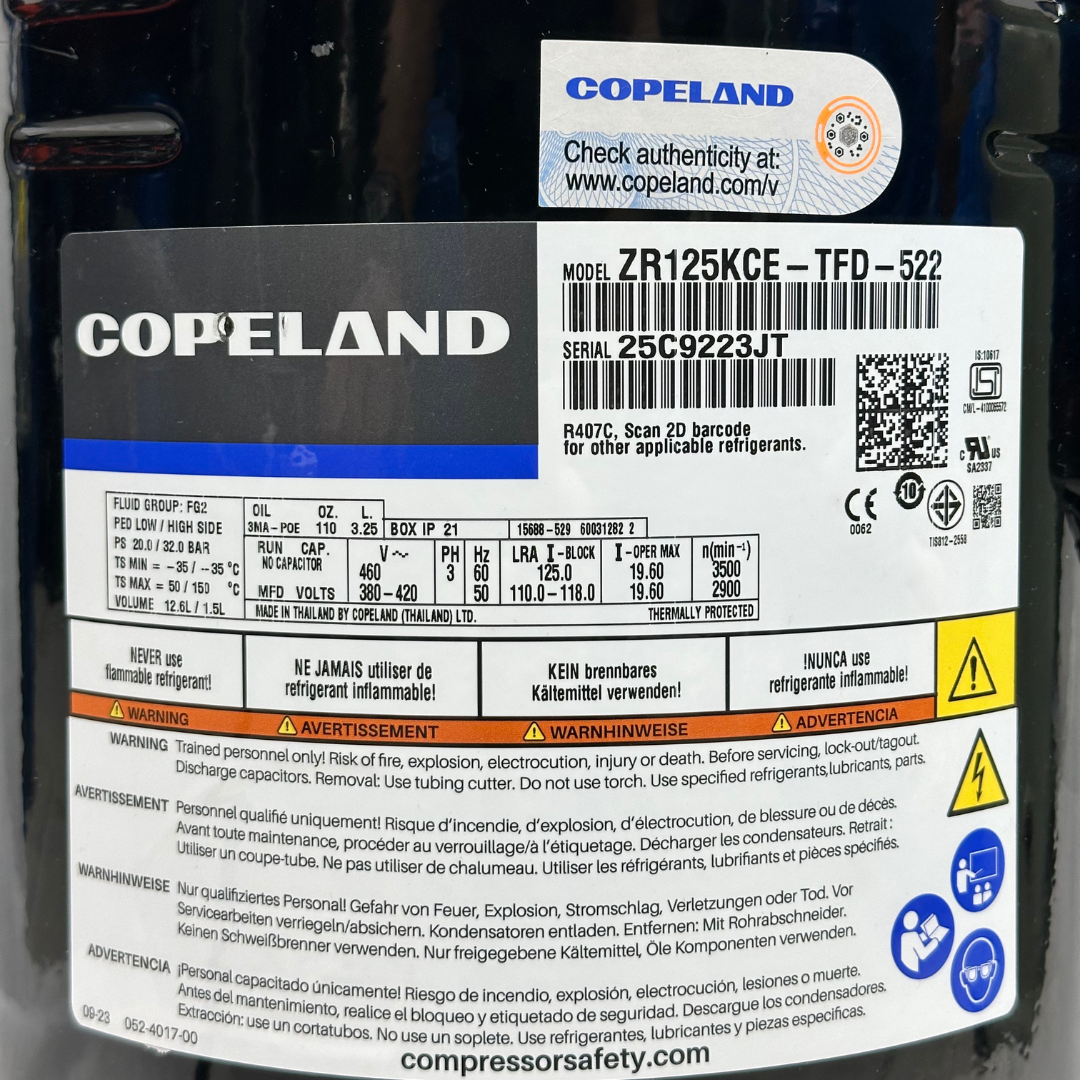 COPELAND
Check authenticity at:
www.copeland.com/v
COPELAND
MODEL ZR125KCE-TFD-522
SERIAL 25C9223JT
R407C, Scan 2D barcode
for other applicable refrigerants.
IS:10617
CM/L-4100065572
c RU US
SA2337
CE
0062
10
TIS812-2558
FLUID GROUP: FG2
PED LOW / HIGH SIDE
PS 20.0 / 32.0 BAR
TS MIN = -35 / -35 °C
TS MAX = 50 / 150 °C
VOLUME 12.6L / 1.5L
OIL OZ. L.
3MA-POE 110 3.25 BOX IP 21 15688-529 60031282 2
RUN CAP. V~ PH Hz LRA I-BLOCK I-OPER MAX n(min⁻¹)
NO CAPACITOR 460 3 60 125.0 19.60 3500
MFD VOLTS 380-420 50 110.0-118.0 19.60 2900
MADE IN THAILAND BY COPELAND (THAILAND) LTD. THERMALLY PROTECTED
NEVER use
flammable refrigerant!
NE JAMAIS utiliser de
refrigerant inflammable!
KEIN brennbares
Kältemittel verwenden!
!NUNCA use
refrigerante inflammable!
WARNING
AVERTISSEMENT
WARNHINWEISE
ADVERTENCIA
WARNING Trained personnel only! Risk of fire, explosion, electrocution, injury or death. Before servicing, lock-out/tagout.
Discharge capacitors. Removal: Use tubing cutter. Do not use torch. Use specified refrigerants, lubricants, parts.
AVERTISSEMENT Personnel qualifié uniquement! Risque d'incendie, d'explosion, d'électrocution, de blessure ou de décès.
Avant toute maintenance, procéder au verrouillage/à l'étiquetage. Décharger les condensateurs. Retrait :
Utiliser un coupe-tube. Ne pas utiliser de chalumeau. Utiliser les réfrigérants, lubrifiants et pièces spécifiés.
WARNHINWEISE Nur qualifiziertes Personal! Gefahr von Feuer, Explosion, Stromschlag, Verletzungen oder Tod. Vor
Servicearbeiten verriegeln/absichern. Kondensatoren entladen. Entfernen: Mit Rohrabschneider.
Keinen Schweißbrenner verwenden. Nur freigegebene Kältemittel, Öle Komponenten verwenden.
ADVERTENCIA ¡Personal capacitado únicamente! Riesgo de incendio, explosión, electrocución, lesiones o muerte.
Antes del mantenimiento, realice el bloqueo y etiquetado de seguridad. Descargue los condensadores.
Extracción: use un cortatubos. No use un soplete. Use refrigerantes, lubricantes y piezas específicas.
09-23 052-4017-00
compressorsafety.com